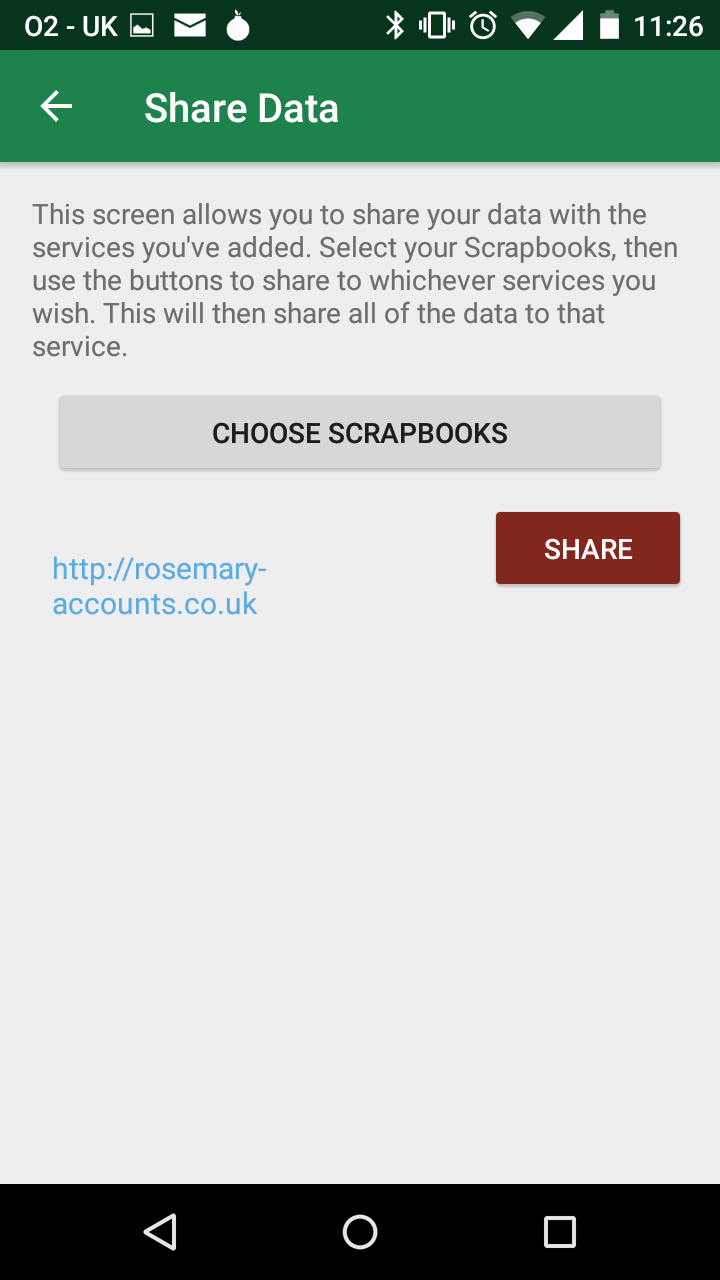 O2 - UK 11:26
Share Data
This screen allows you to share your data with the
services you've added. Select your Scrapbooks, then
use the buttons to share to whichever services you
wish. This will then share all of the data to that
service.
CHOOSE SCRAPBOOKS
SHARE
http://rosemary-
accounts.co.uk